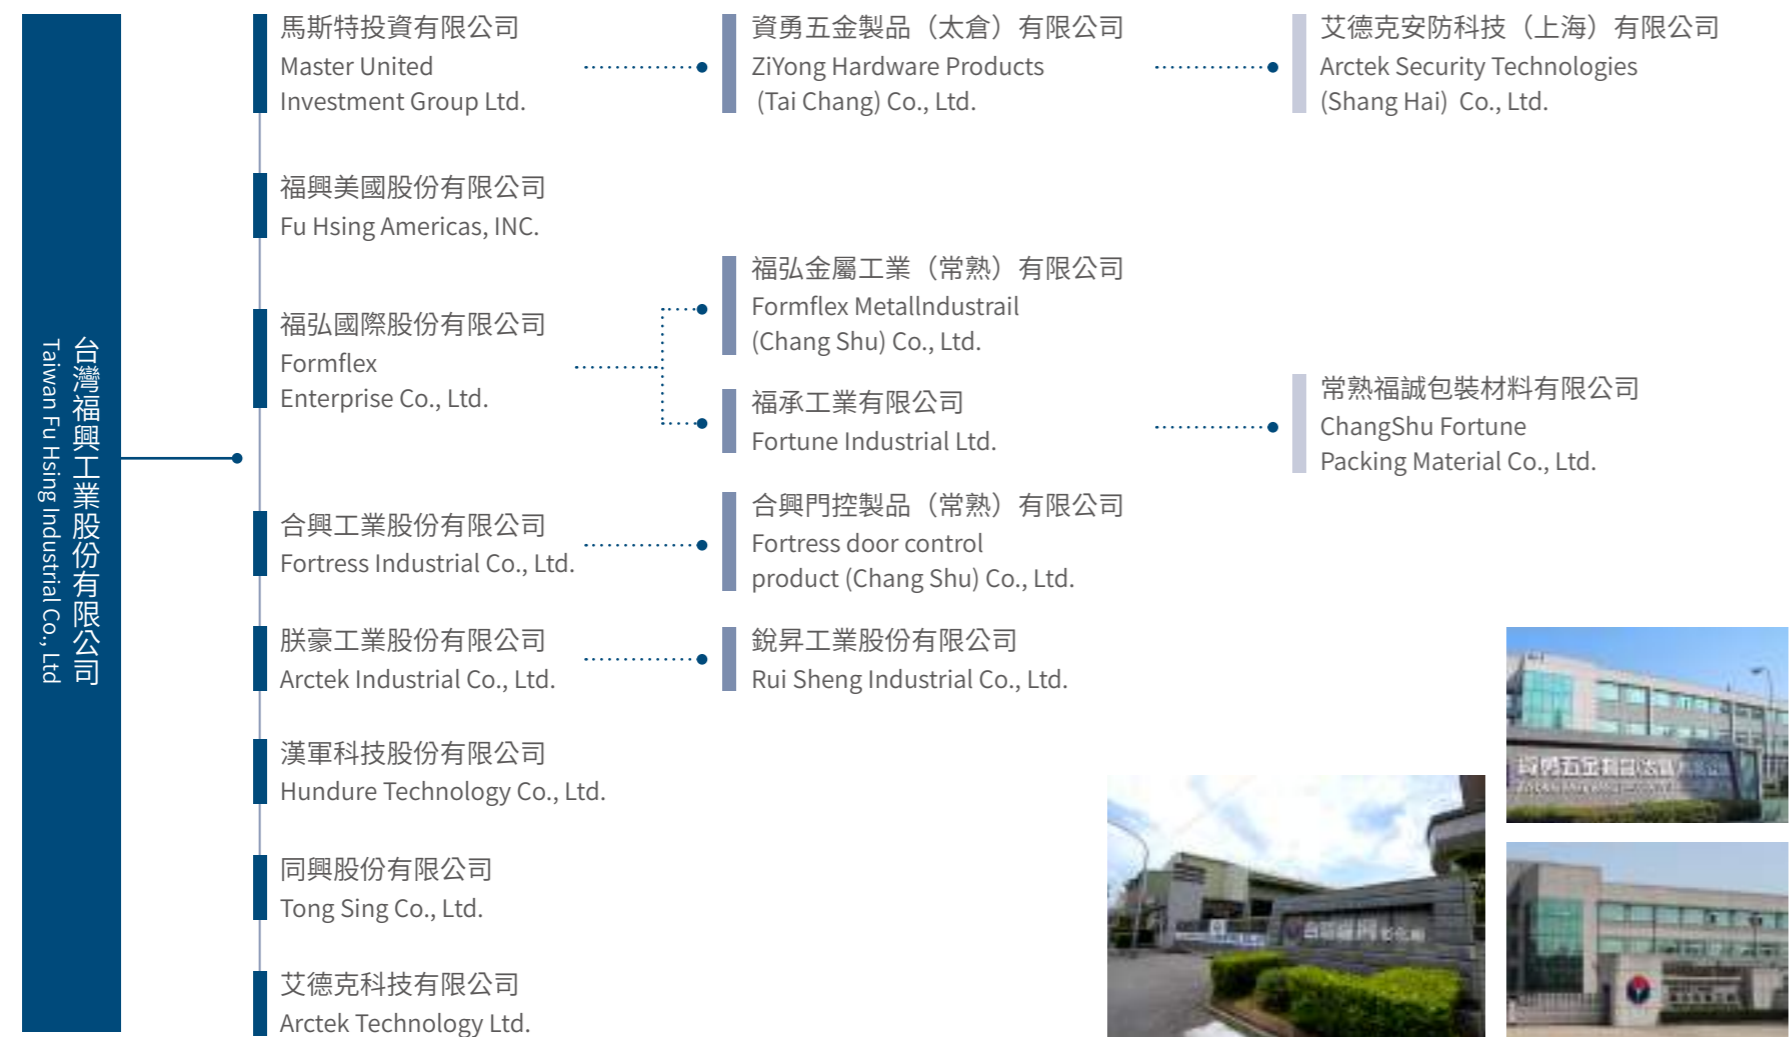 台灣福興工業股份有限公司
Taiwan Fu Hsing Industrial Co., Ltd
馬斯特投資有限公司
Master United
Investment Group Ltd.
資勇五金製品（太倉）有限公司
ZiYong Hardware Products
(Tai Chang) Co., Ltd.
艾德克安防科技（上海）有限公司
Arctek Security Technologies
(Shang Hai) Co., Ltd.
福興美國股份有限公司
Fu Hsing Americas, INC.
福弘國際股份有限公司
Formflex
Enterprise Co., Ltd.
福弘金屬工業（常熟）有限公司
Formflex Metallndustrail
(Chang Shu) Co., Ltd.
福承工業有限公司
Fortune Industrial Ltd.
常熟福誠包裝材料有限公司
ChangShu Fortune
Packing Material Co., Ltd.
合興工業股份有限公司
Fortress Industrial Co., Ltd.
合興門控製品（常熟）有限公司
Fortress door control
product (Chang Shu) Co., Ltd.
朕豪工業股份有限公司
Arctek Industrial Co., Ltd.
銳昇工業股份有限公司
Rui Sheng Industrial Co., Ltd.
漢軍科技股份有限公司
Hundure Technology Co., Ltd.
同興股份有限公司
Tong Sing Co., Ltd.
艾德克科技有限公司
Arctek Technology Ltd.